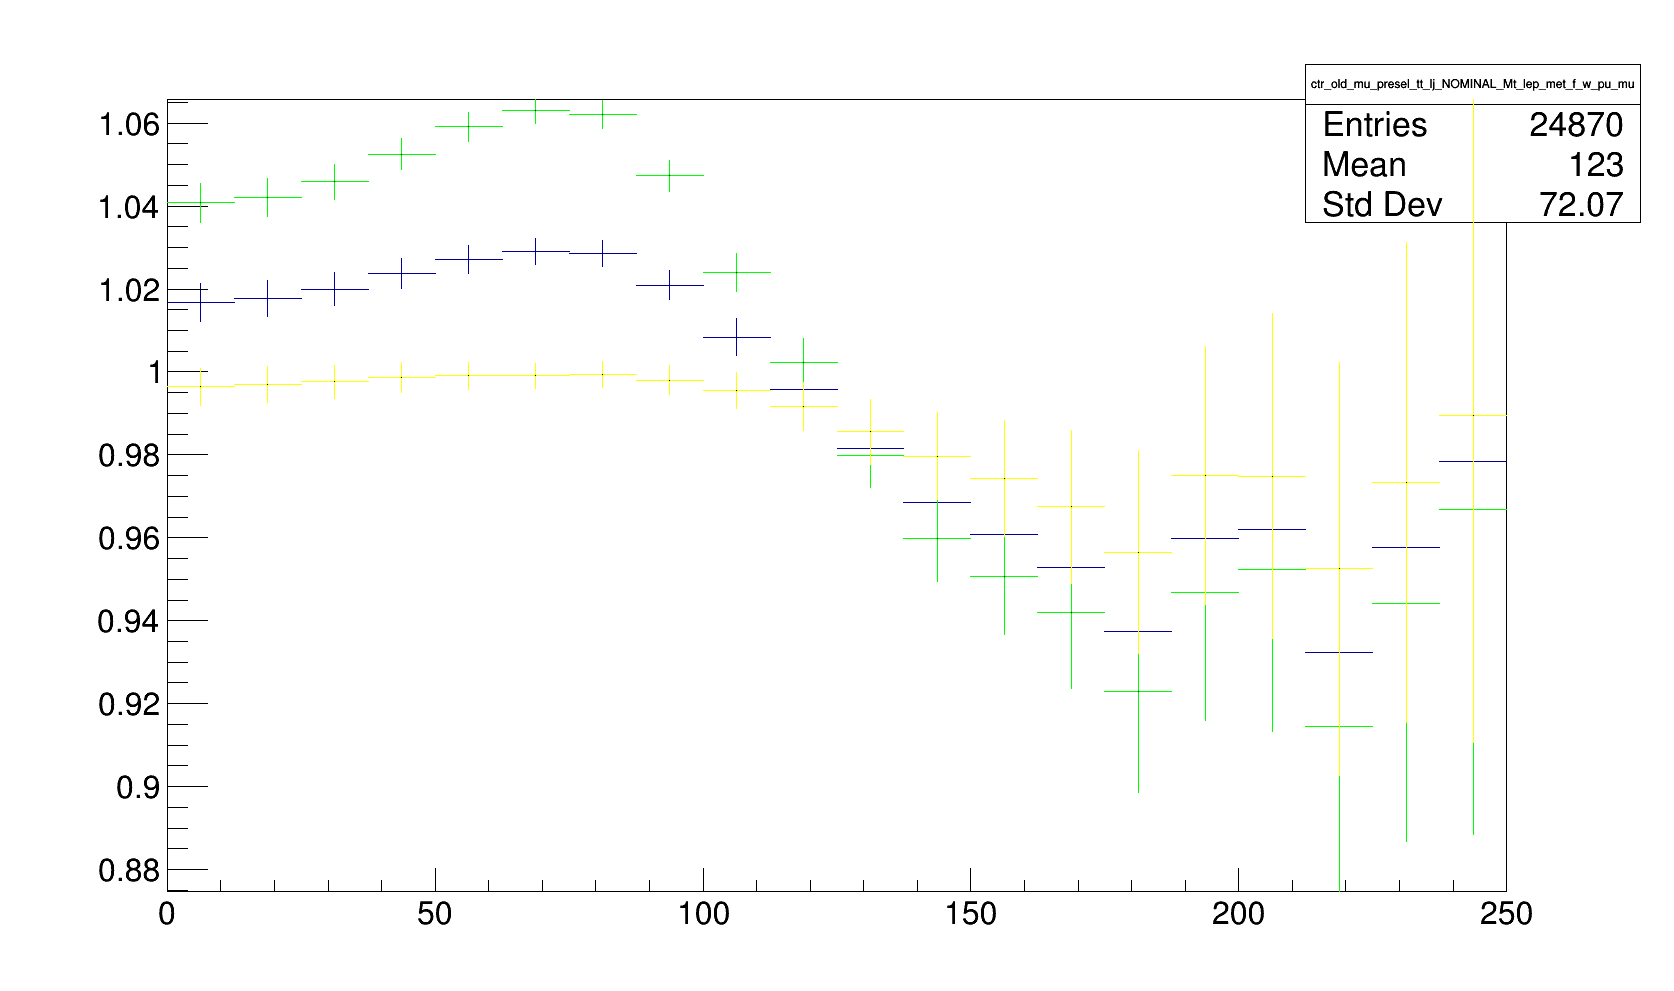 ctr_old_mu_presel_tt_lj_NOMINAL_Mt_lep_met_f_w_pu_mu
Entries 24870
Mean 123
Std Dev 72.07
1.06
1.04
1.02
1
0.98
0.96
0.94
0.92
0.9
0.88
0 50 100 150 200 250